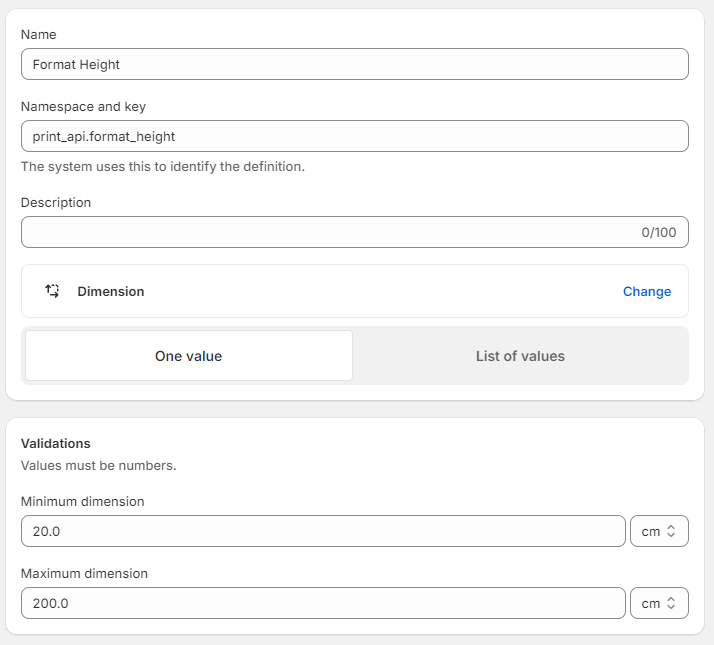 Name
Format Height
Namespace and key
print_api.format_height
The system uses this to identify the definition.
Description
0/100
Dimension Change
One value List of values
Validations
Values must be numbers.
Minimum dimension
20.0 cm
Maximum dimension
200.0 cm